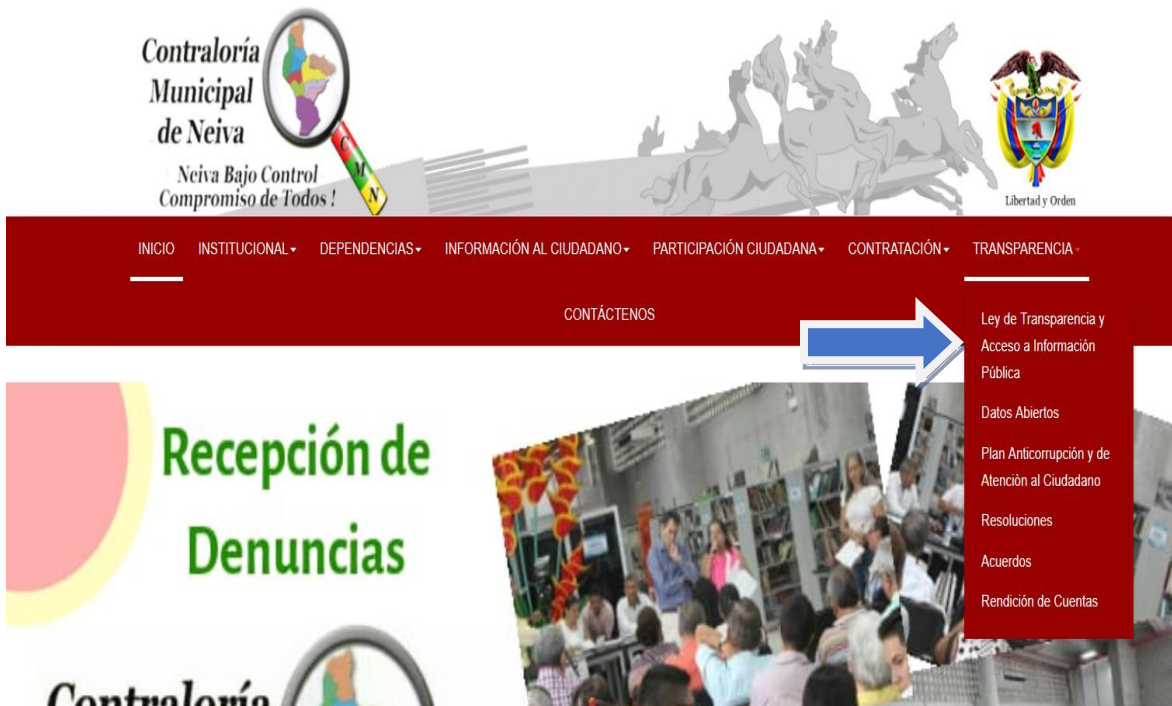 Contraloría
Municipal
de Neiva
Neiva Bajo Control
Compromiso de Todos !
C
M
N
Libertad y Orden
INICIO INSTITUCIONAL DEPENDENCIAS INFORMACIÓN AL CIUDADANO PARTICIPACIÓN CIUDADANA CONTRATACIÓN TRANSPARENCIA
CONTÁCTENOS
Ley de Transparencia y
Acceso a Información
Pública
Datos Abiertos
Plan Anticorrupción y de
Atenciòn al Ciudadano
Resoluciones
Acuerdos
Rendición de Cuentas
Recepción de
Denuncias
Contraloría